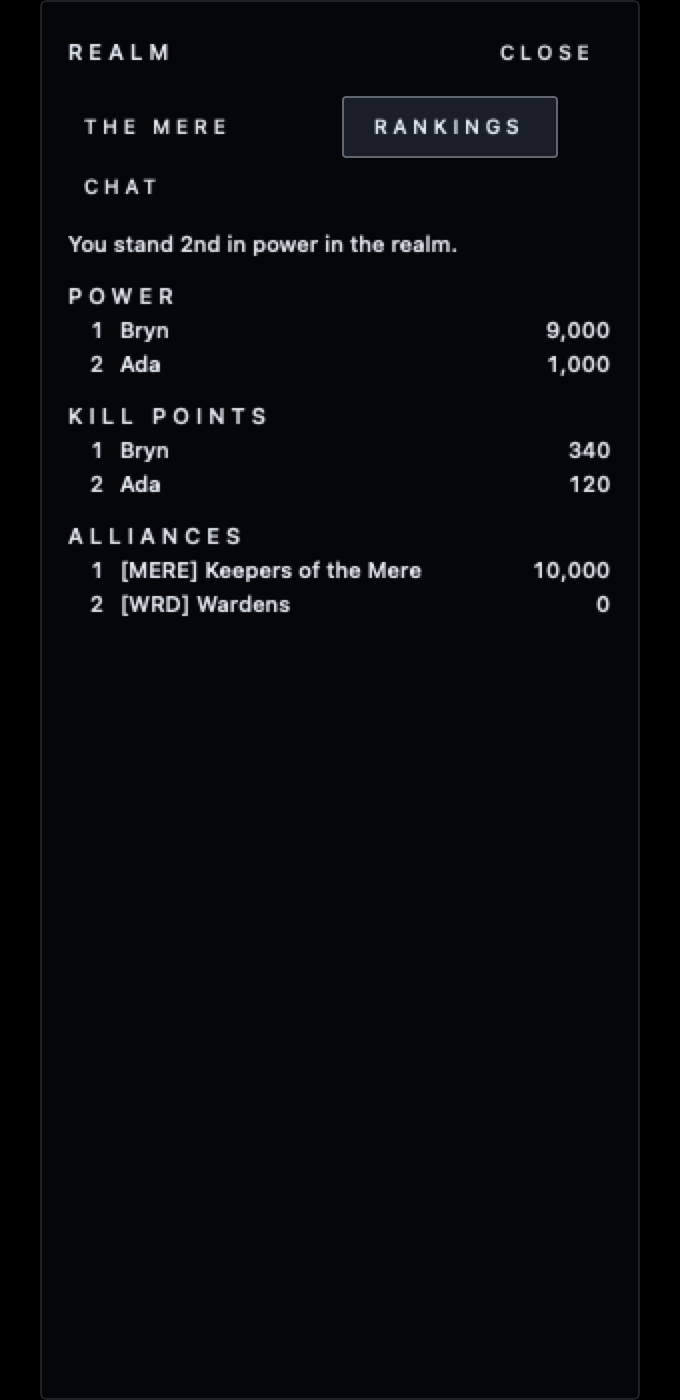 REALM CLOSE
THE MERE RANKINGS
CHAT
You stand 2nd in power in the realm.
POWER
1 Bryn 9,000
2 Ada 1,000
KILL POINTS
1 Bryn 340
2 Ada 120
ALLIANCES
1 [MERE] Keepers of the Mere 10,000
2 [WRD] Wardens 0